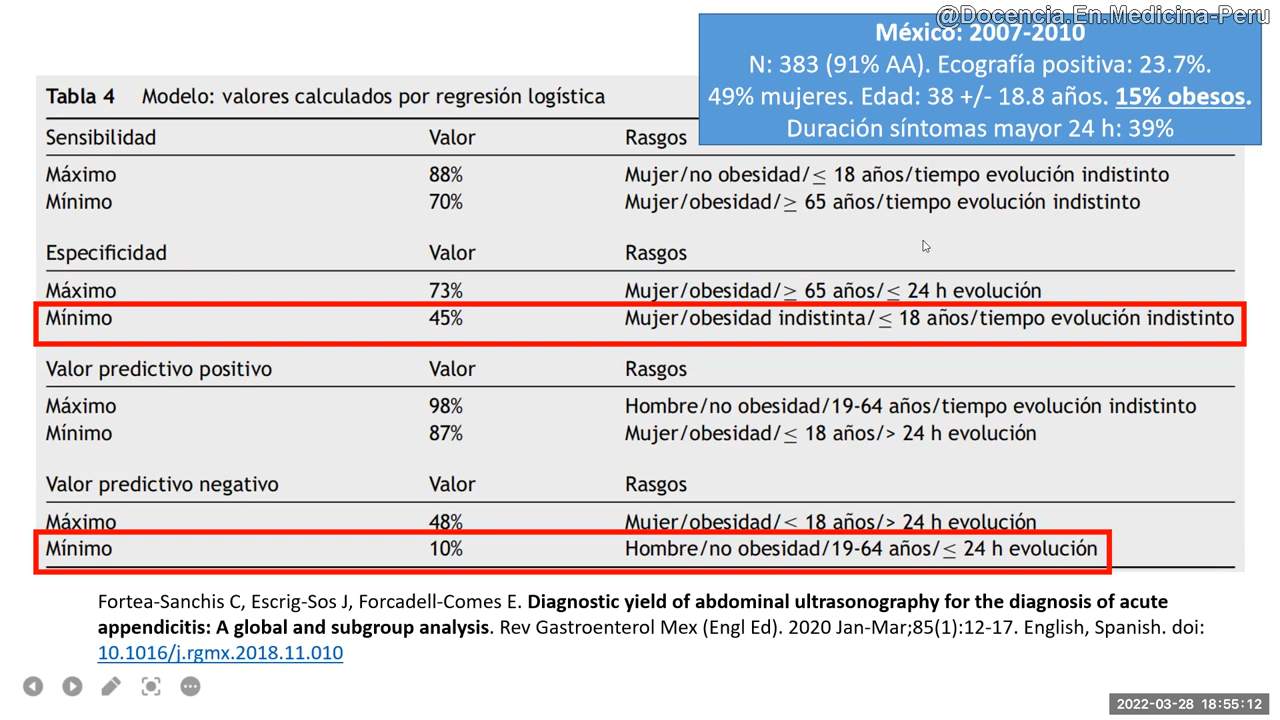 @Docencia.En.Medicina-Peru
México: 2007-2010
N: 383 (91% AA). Ecografía positiva: 23.7%.
49% mujeres. Edad: 38 +/- 18.8 años. 15% obesos.
Duración síntomas mayor 24 h: 39%
Tabla 4 Modelo: valores calculados por regresión logística
Sensibilidad Valor Rasgos
Máximo 88% Mujer/no obesidad/≤ 18 años/tiempo evolución indistinto
Mínimo 70% Mujer/obesidad/≥ 65 años/tiempo evolución indistinto
Especificidad Valor Rasgos
Máximo 73% Mujer/obesidad/≥ 65 años/≤ 24 h evolución
Mínimo 45% Mujer/obesidad indistinta/≤ 18 años/tiempo evolución indistinto
Valor predictivo positivo Valor Rasgos
Máximo 98% Hombre/no obesidad/19-64 años/tiempo evolución indistinto
Mínimo 87% Mujer/obesidad/≤ 18 años/> 24 h evolución
Valor predictivo negativo Valor Rasgos
Máximo 48% Mujer/obesidad/< 18 años/> 24 h evolución
Mínimo 10% Hombre/no obesidad/19-64 años/≤ 24 h evolución
Fortea-Sanchis C, Escrig-Sos J, Forcadell-Comes E. Diagnostic yield of abdominal ultrasonography for the diagnosis of acute
appendicitis: A global and subgroup analysis. Rev Gastroenterol Mex (Engl Ed). 2020 Jan-Mar;85(1):12-17. English, Spanish. doi:
10.1016/j.rgmx.2018.11.010
2022-03-28 18:55:12